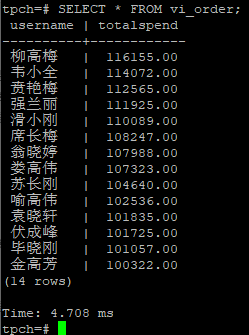 tpch=# SELECT * FROM vi_order;
username | totalspend
----------+------------
柳高梅 | 116155.00
韦小全 | 114072.00
贲艳梅 | 112565.00
强兰丽 | 111925.00
滑小刚 | 110089.00
席长梅 | 108247.00
翁晓婷 | 107988.00
娄高伟 | 107323.00
苏长刚 | 104640.00
喻高伟 | 102536.00
袁晓轩 | 101835.00
伏成峰 | 101725.00
毕晓刚 | 101057.00
金高芳 | 100322.00
(14 rows)
Time: 4.708 ms
tpch=#